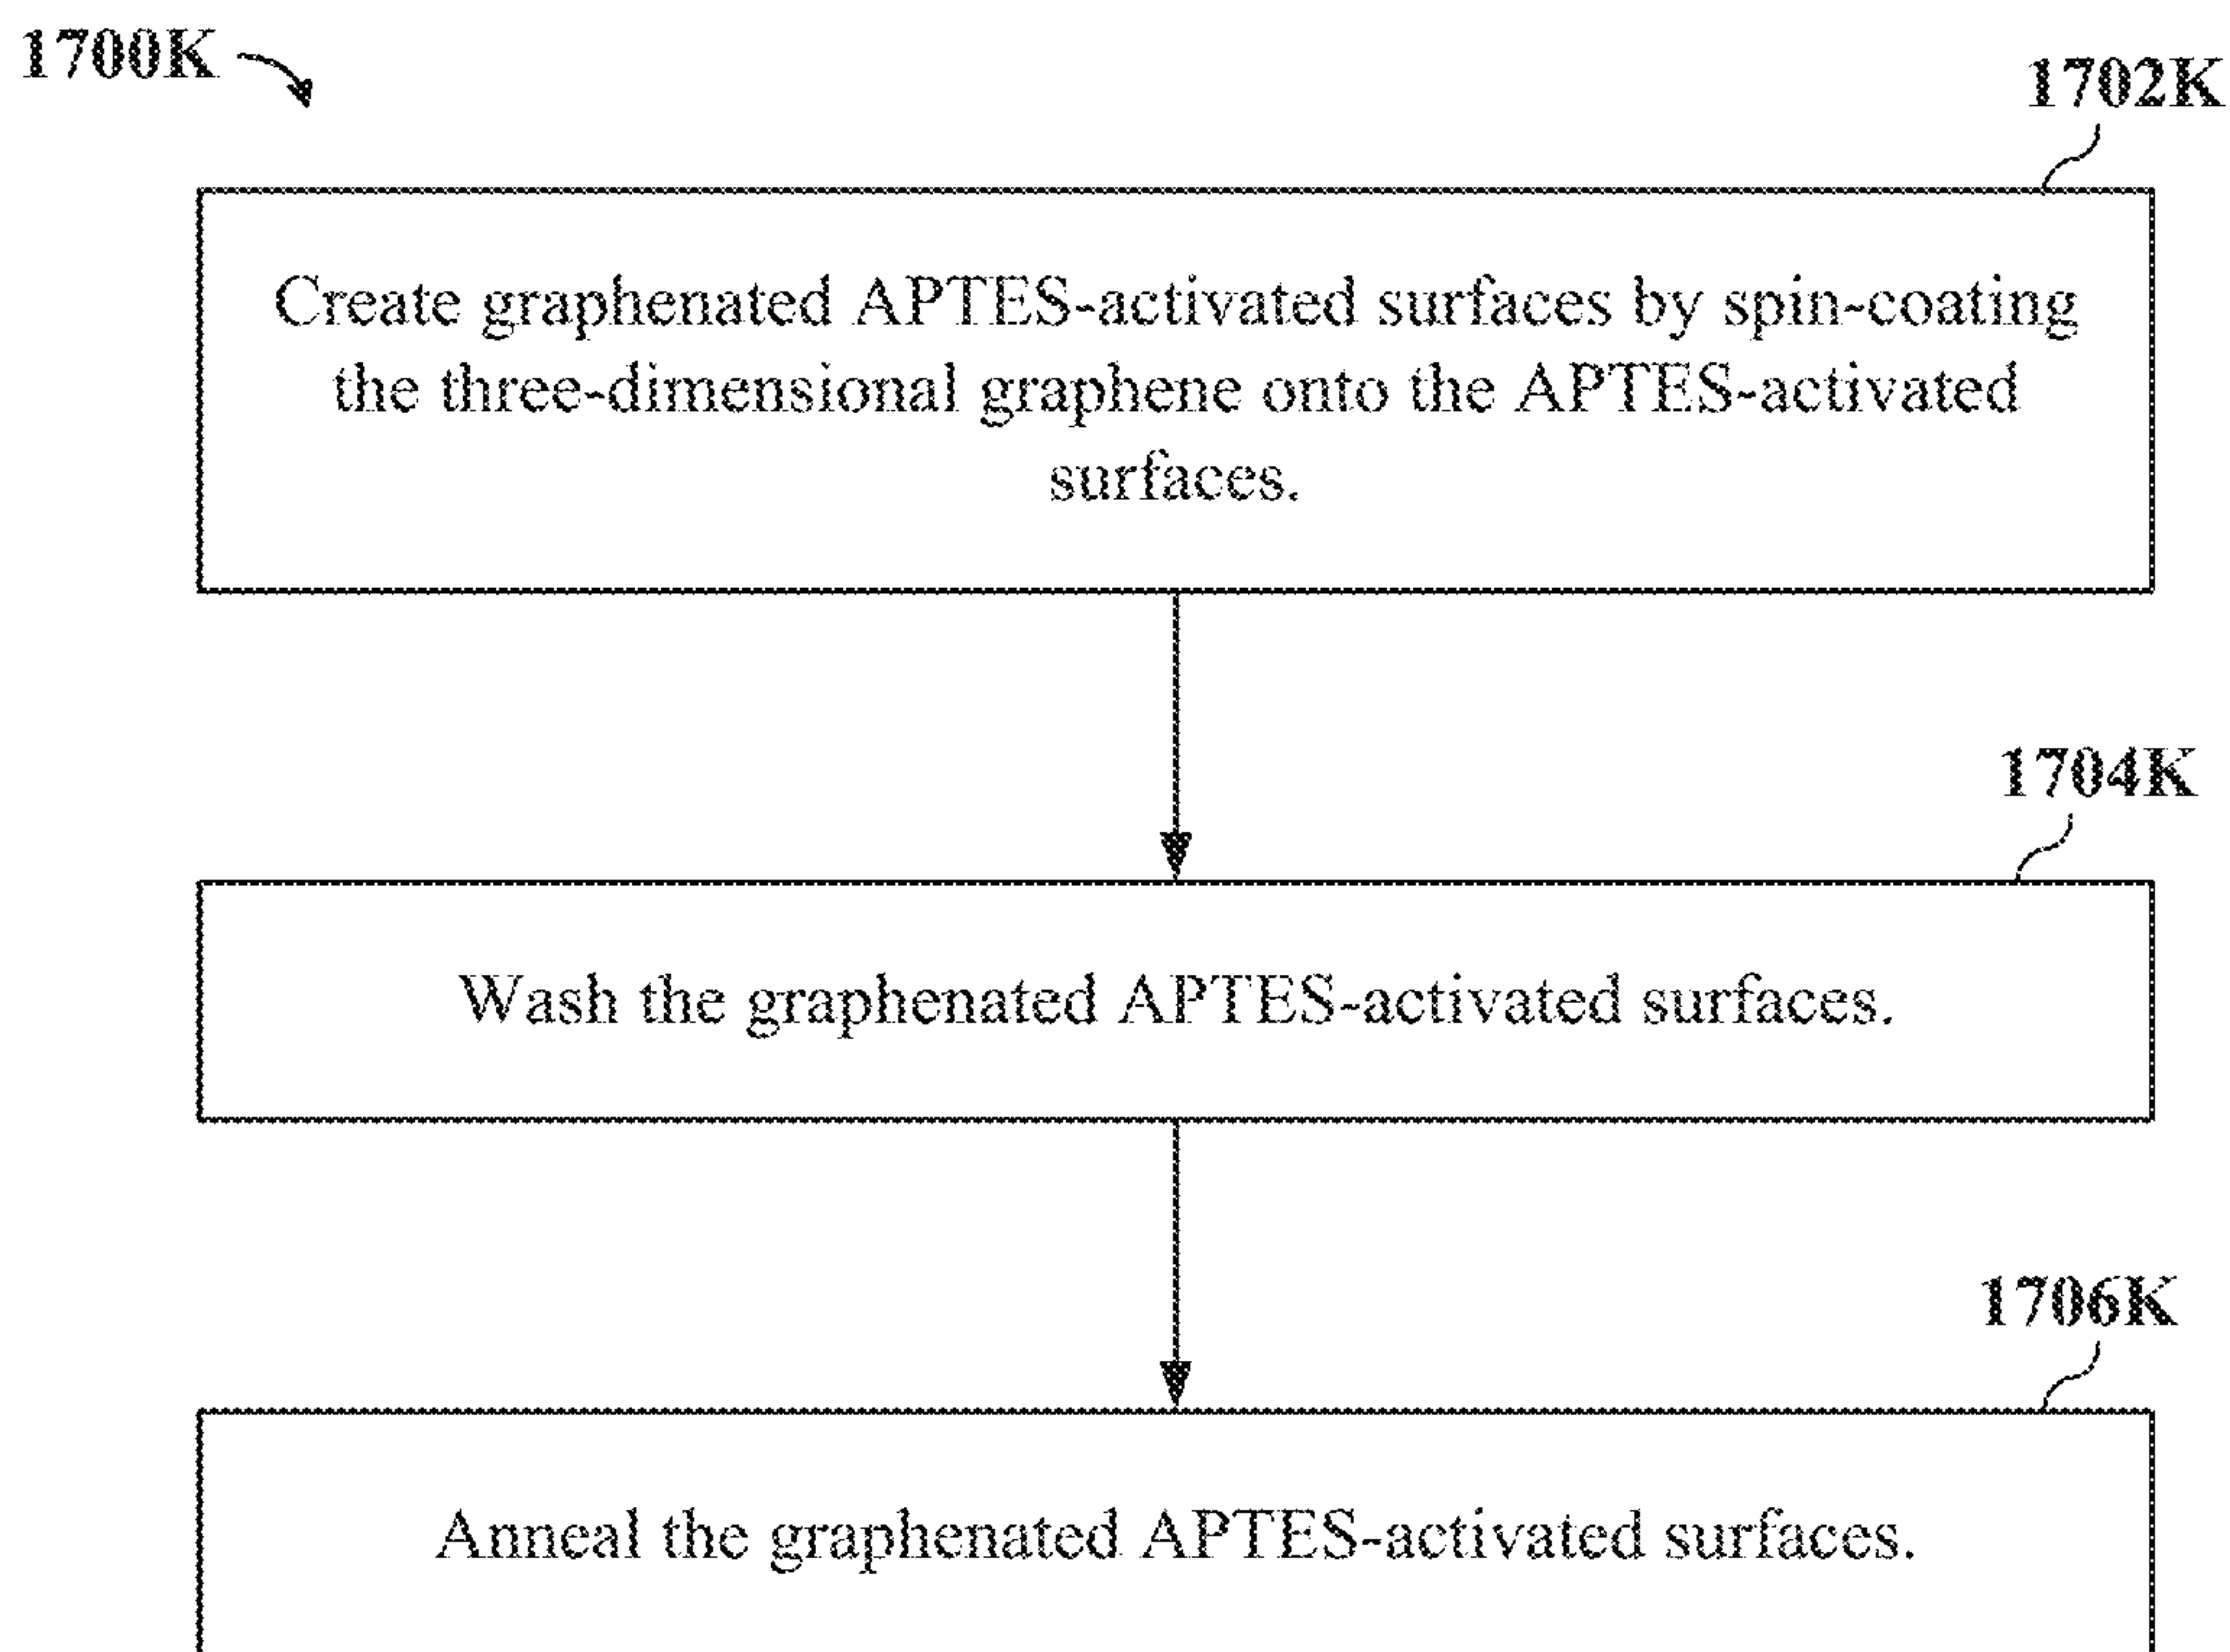 1700K
1702K
Create graphenated APTES-activated surfaces by spin-coating
the three-dimensional graphene onto the APTES-activated
surfaces.
1704K
Wash the graphenated APTES-activated surfaces.
1706K
Anneal the graphenated APTES-activated surfaces.